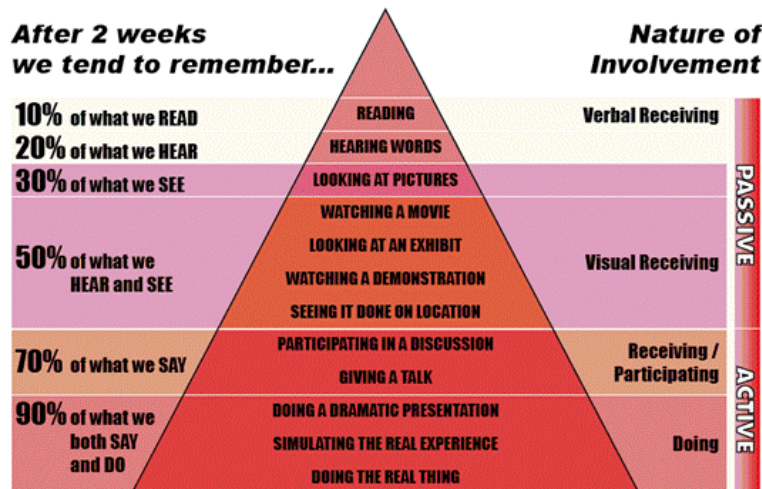 After 2 weeks
we tend to remember...
Nature of
Involvement
10% of what we READ
READING
Verbal Receiving
20% of what we HEAR
HEARING WORDS
30% of what we SEE
LOOKING AT PICTURES
WATCHING A MOVIE
LOOKING AT AN EXHIBIT
50% of what we
HEAR and SEE
WATCHING A DEMONSTRATION
SEEING IT DONE ON LOCATION
Visual Receiving
PASSIVE
70% of what we SAY
PARTICIPATING IN A DISCUSSION
GIVING A TALK
Receiving /
Participating
90% of what we
both SAY
and DO
DOING A DRAMATIC PRESENTATION
SIMULATING THE REAL EXPERIENCE
DOING THE REAL THING
Doing
ACTIVE